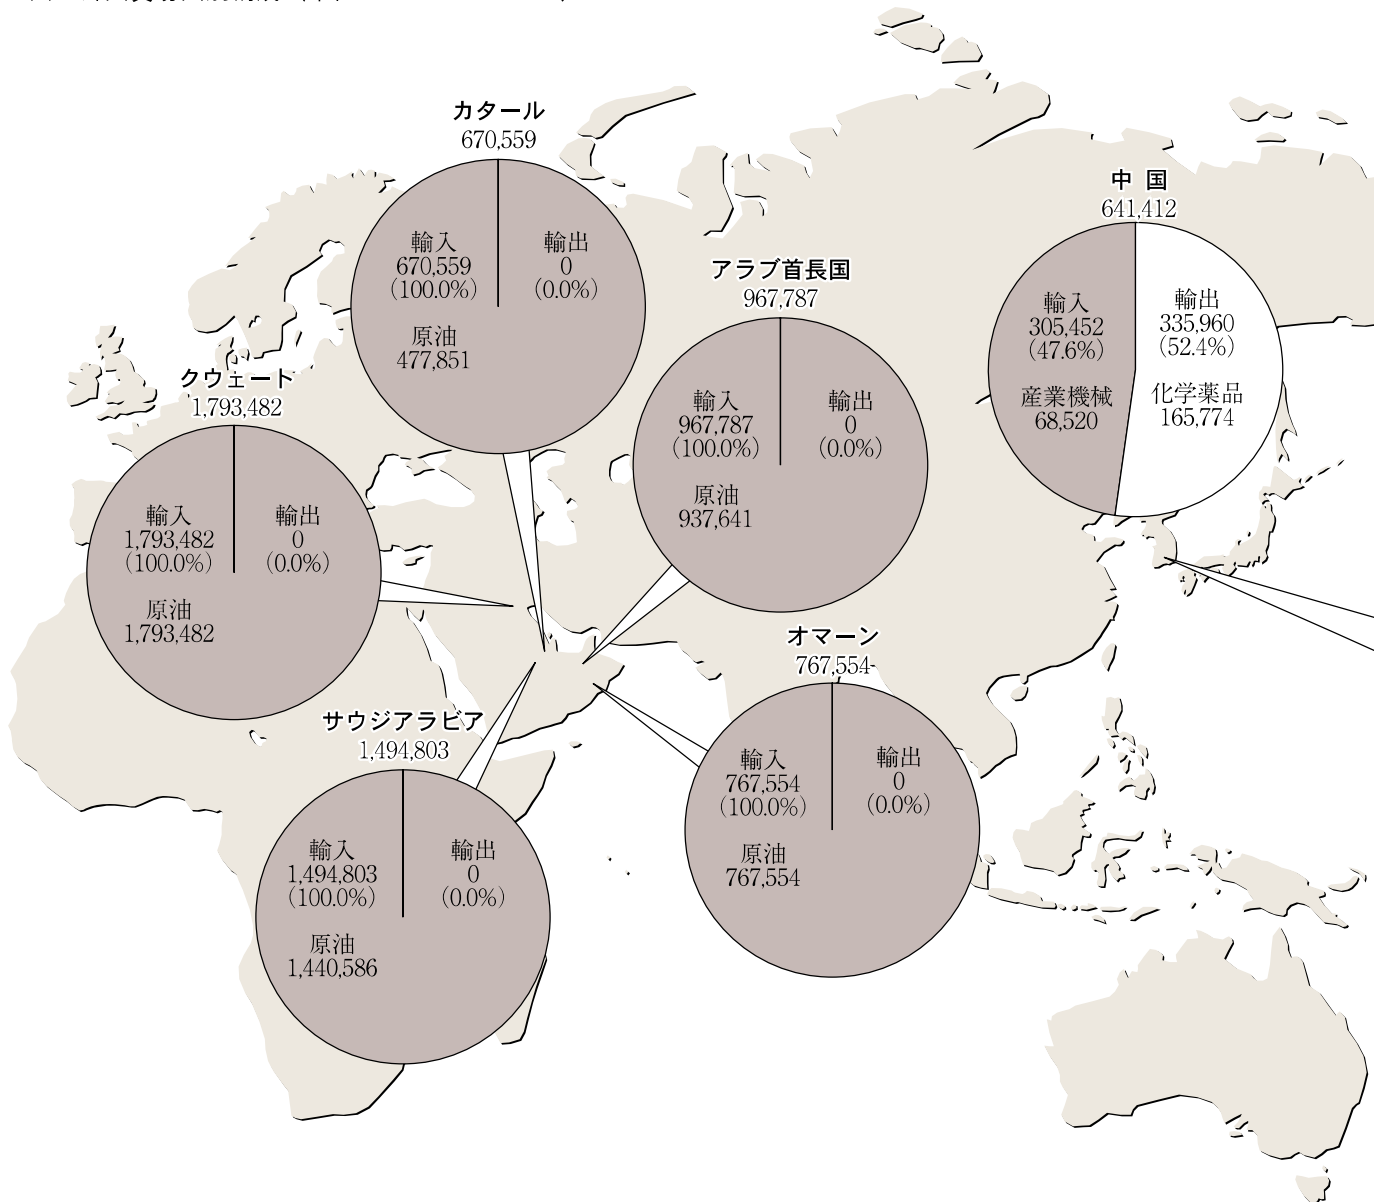 カタール
670,559
輸入
670,559
(100.0%)
原油
477,851
輸出
0
(0.0%)
中 国
641,412
輸入
305,452
(47.6%)
産業機械
68,520
輸出
335,960
(52.4%)
化学薬品
165,774
アラブ首長国
967,787
輸入
967,787
(100.0%)
原油
937,641
輸出
0
(0.0%)
クウェート
1,793,482
輸入
1,793,482
(100.0%)
原油
1,793,482
輸出
0
(0.0%)
オマーン
767,554
輸入
767,554
(100.0%)
原油
767,554
輸出
0
(0.0%)
サウジアラビア
1,494,803
輸入
1,494,803
(100.0%)
原油
1,440,586
輸出
0
(0.0%)